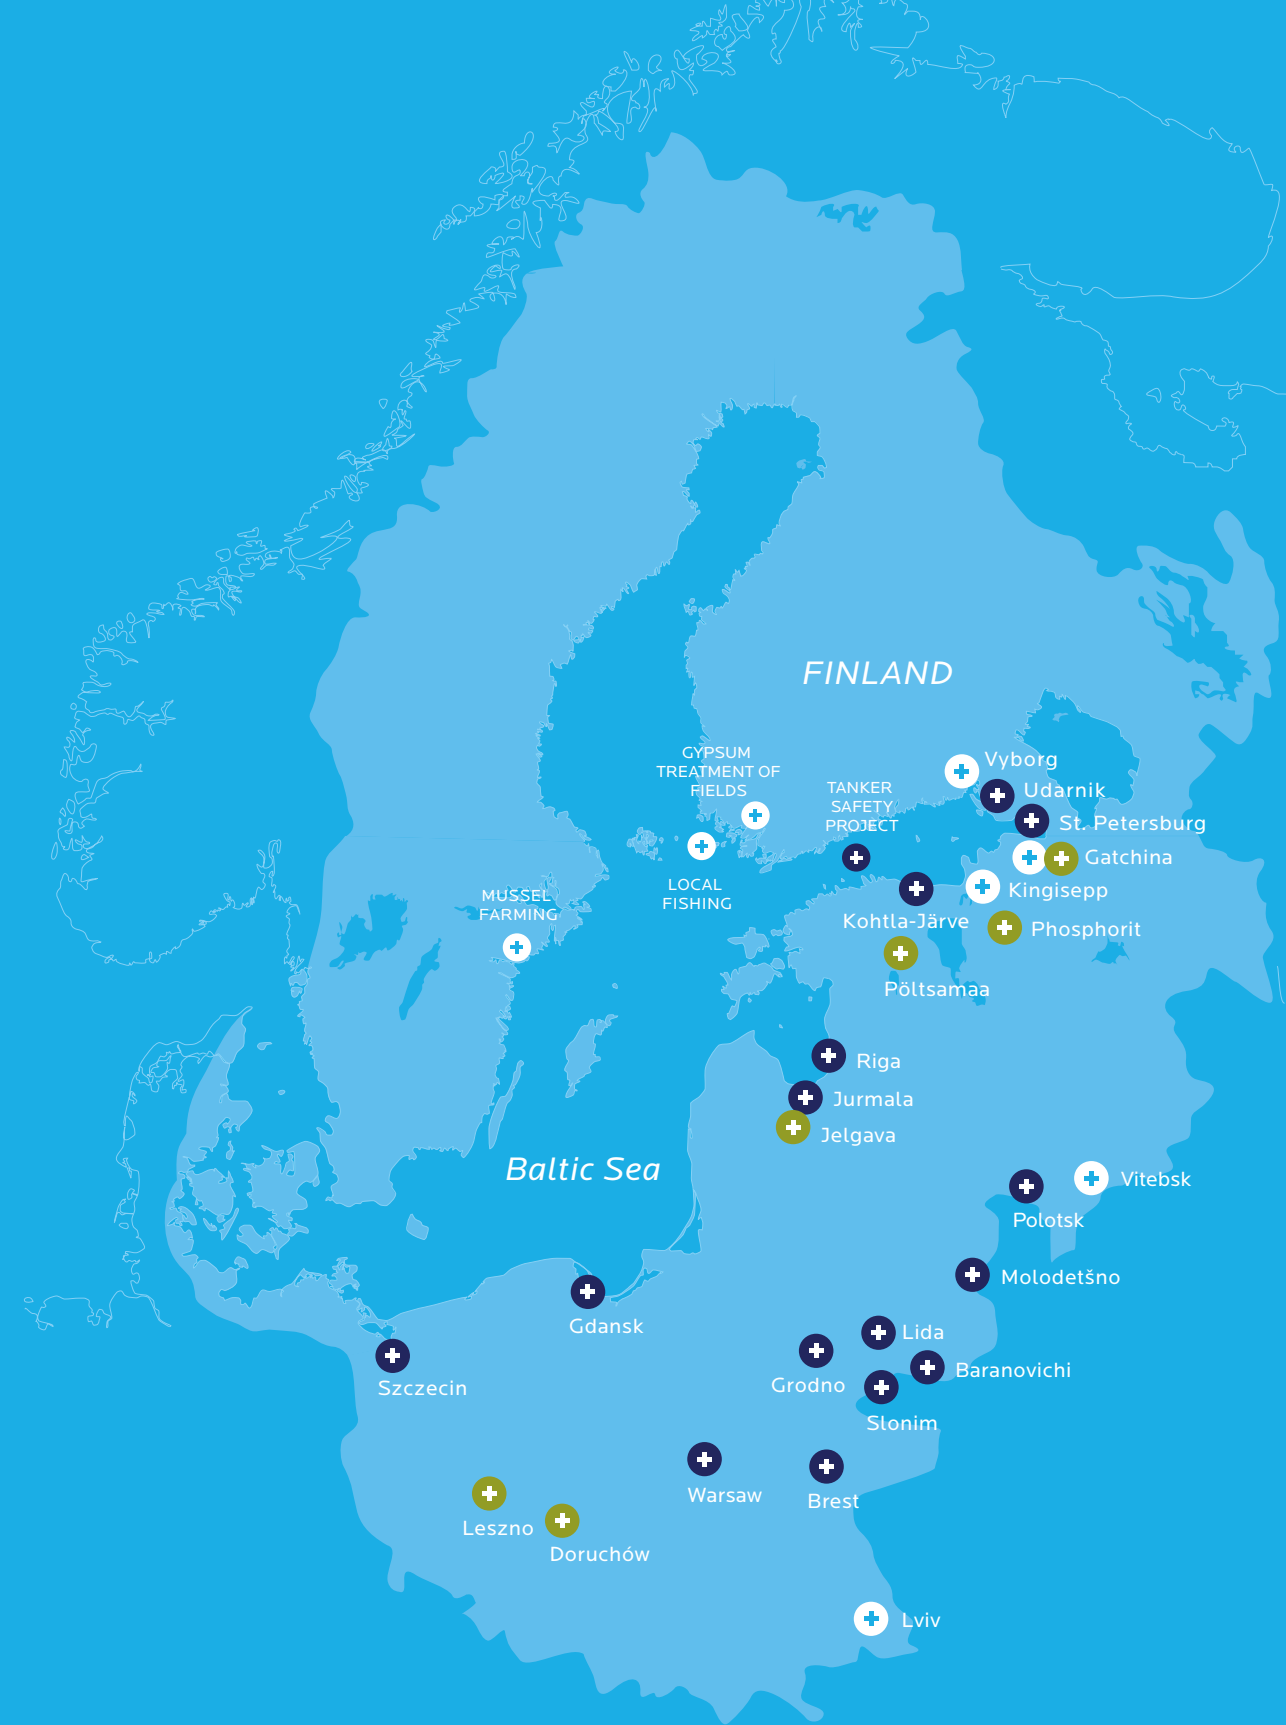 FINLAND
GYPSUM
TREATMENT OF
FIELDS
Vyborg
TANKER
SAFETY
PROJECT
Udarnik
St. Petersburg
Gatchina
LOCAL
FISHING
Kingisepp
MUSSEL
FARMING
Kohtla-Järve
Phosphorit
Pöltsamaa
Riga
Jurmala
Jelgava
Baltic Sea
Vitebsk
Polotsk
Molodetšno
Gdansk
Lida
Baranovichi
Grodno
Szczecin
Slonim
Warsaw
Brest
Leszno
Doruchów
Lviv